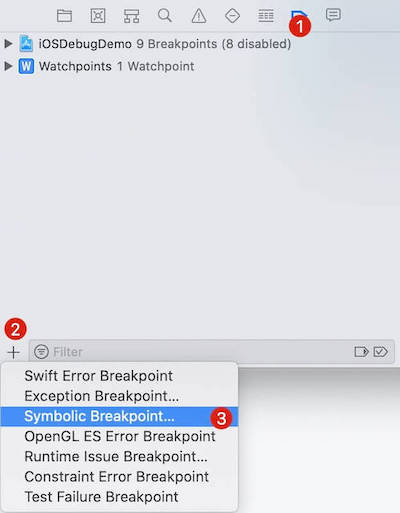 1
iOSDebugDemo 9 Breakpoints (8 disabled)
W Watchpoints 1 Watchpoint
2
Filter
Swift Error Breakpoint
Exception Breakpoint...
Symbolic Breakpoint... 3
OpenGL ES Error Breakpoint
Runtime Issue Breakpoint...
Constraint Error Breakpoint
Test Failure Breakpoint